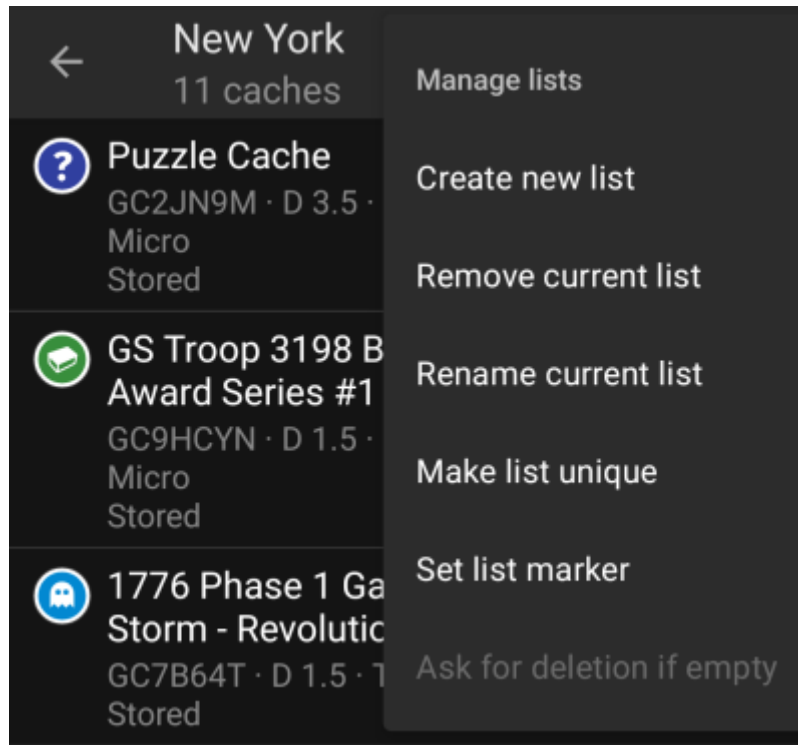 New York
11 caches
Puzzle Cache
GC2JN9M · D 3.5 ·
Micro
Stored
GS Troop 3198 B
Award Series #1
GC9HCYN · D 1.5 ·
Micro
Stored
1776 Phase 1 Ga
Storm - Revolutic
GC7B64T · D 1.5 · T
Stored
Manage lists
Create new list
Remove current list
Rename current list
Make list unique
Set list marker
Ask for deletion if empty